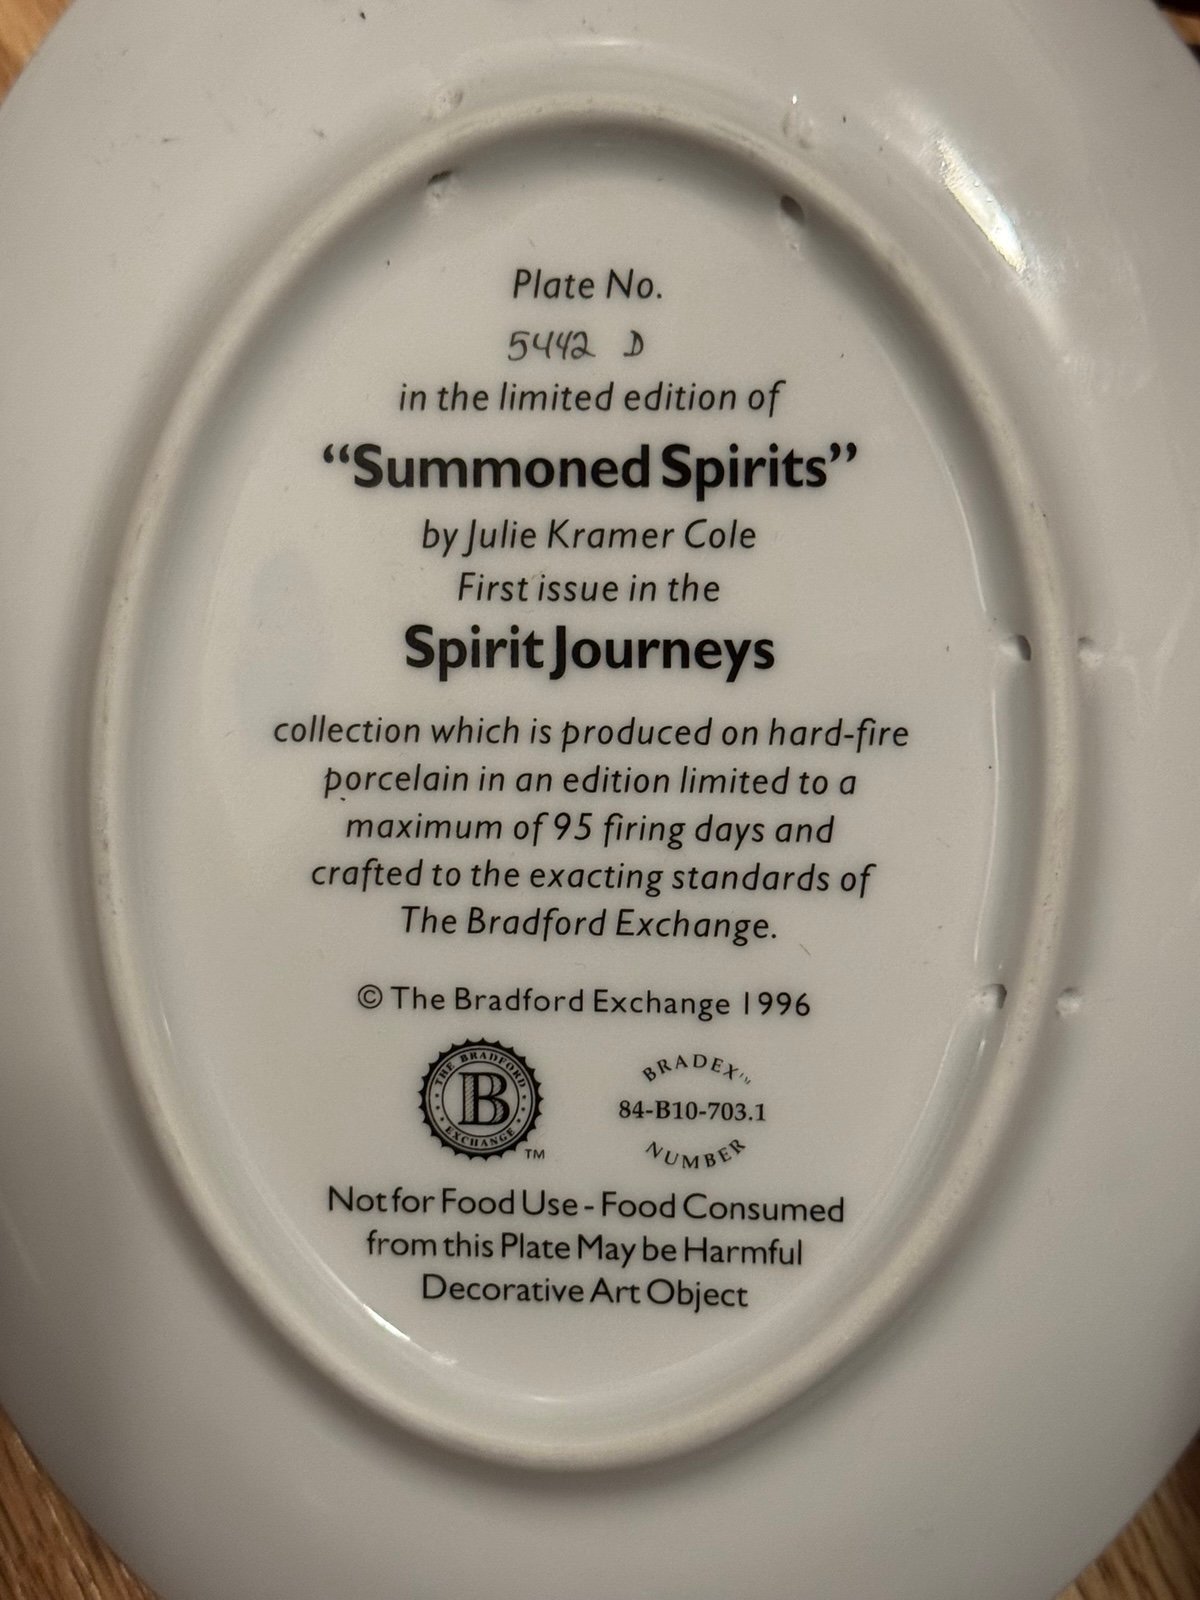 Plate No.
5442 D
in the limited edition of
“Summoned Spirits”
by Julie Kramer Cole
First issue in the
Spirit Journeys
collection which is produced on hard-fire
porcelain in an edition limited to a
maximum of 95 firing days and
crafted to the exacting standards of
The Bradford Exchange.
© The Bradford Exchange 1996
THE BRADFORD
B
EXCHANGE
TM
BRADEX™
84-B10-703.1
NUMBER
Not for Food Use - Food Consumed
from this Plate May be Harmful
Decorative Art Object